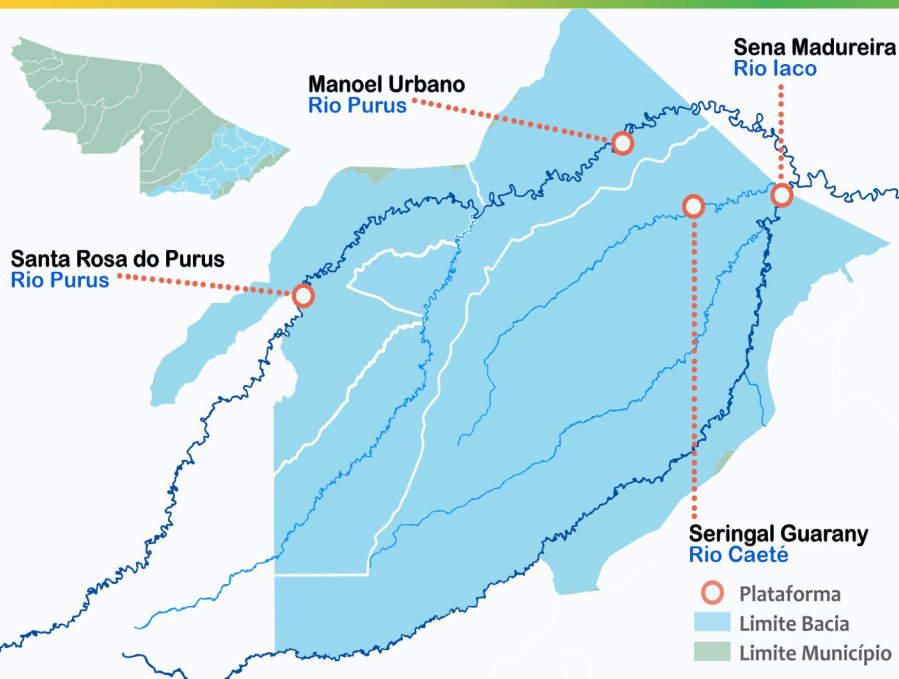 Sena Madureira
Rio Iaco
Manoel Urbano
Rio Purus
Santa Rosa do Purus
Rio Purus
Seringal Guarany
Rio Caeté
Plataforma
Limite Bacia
Limite Município